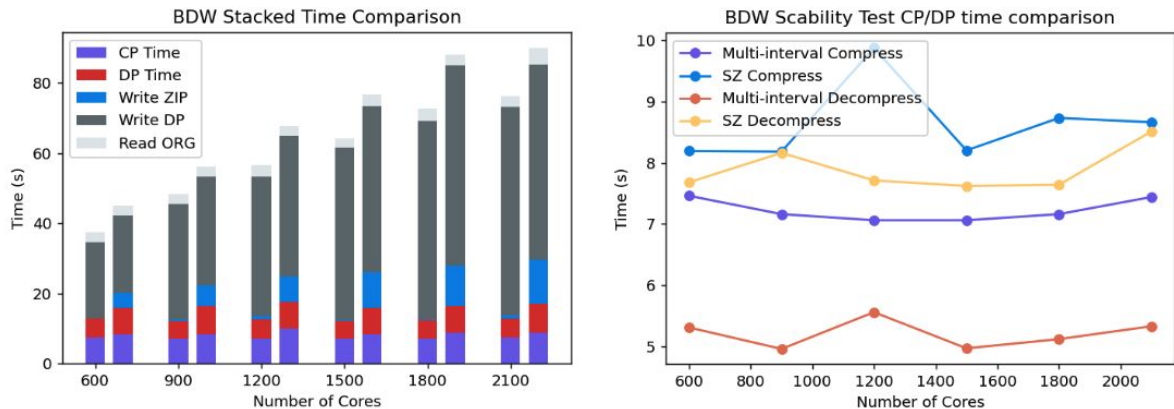 BDW Stacked Time Comparison
CP Time
DP Time
Write ZIP
Write DP
Read ORG
Time (s)
80
60
40
20
0
600 900 1200 1500 1800 2100
Number of Cores
BDW Scability Test CP/DP time comparison
Multi-interval Compress
SZ Compress
Multi-interval Decompress
SZ Decompress
Time (s)
10
9
8
7
6
5
600 800 1000 1200 1400 1600 1800 2000
Number of Cores